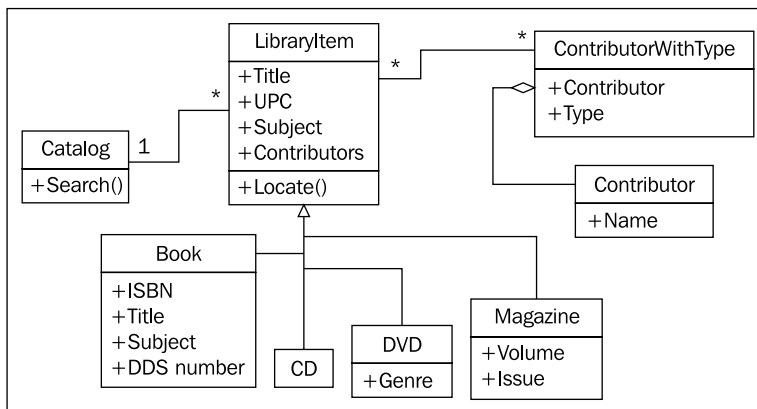 LibraryItem
+Title
+UPC
+Subject
+Contributors
+Locate()
*
*
*
1
ContributorWithType
+Contributor
+Type
Catalog
+Search()
Contributor
+Name
Book
+ISBN
+Title
+Subject
+DDS number
CD
DVD
+Genre
Magazine
+Volume
+Issue